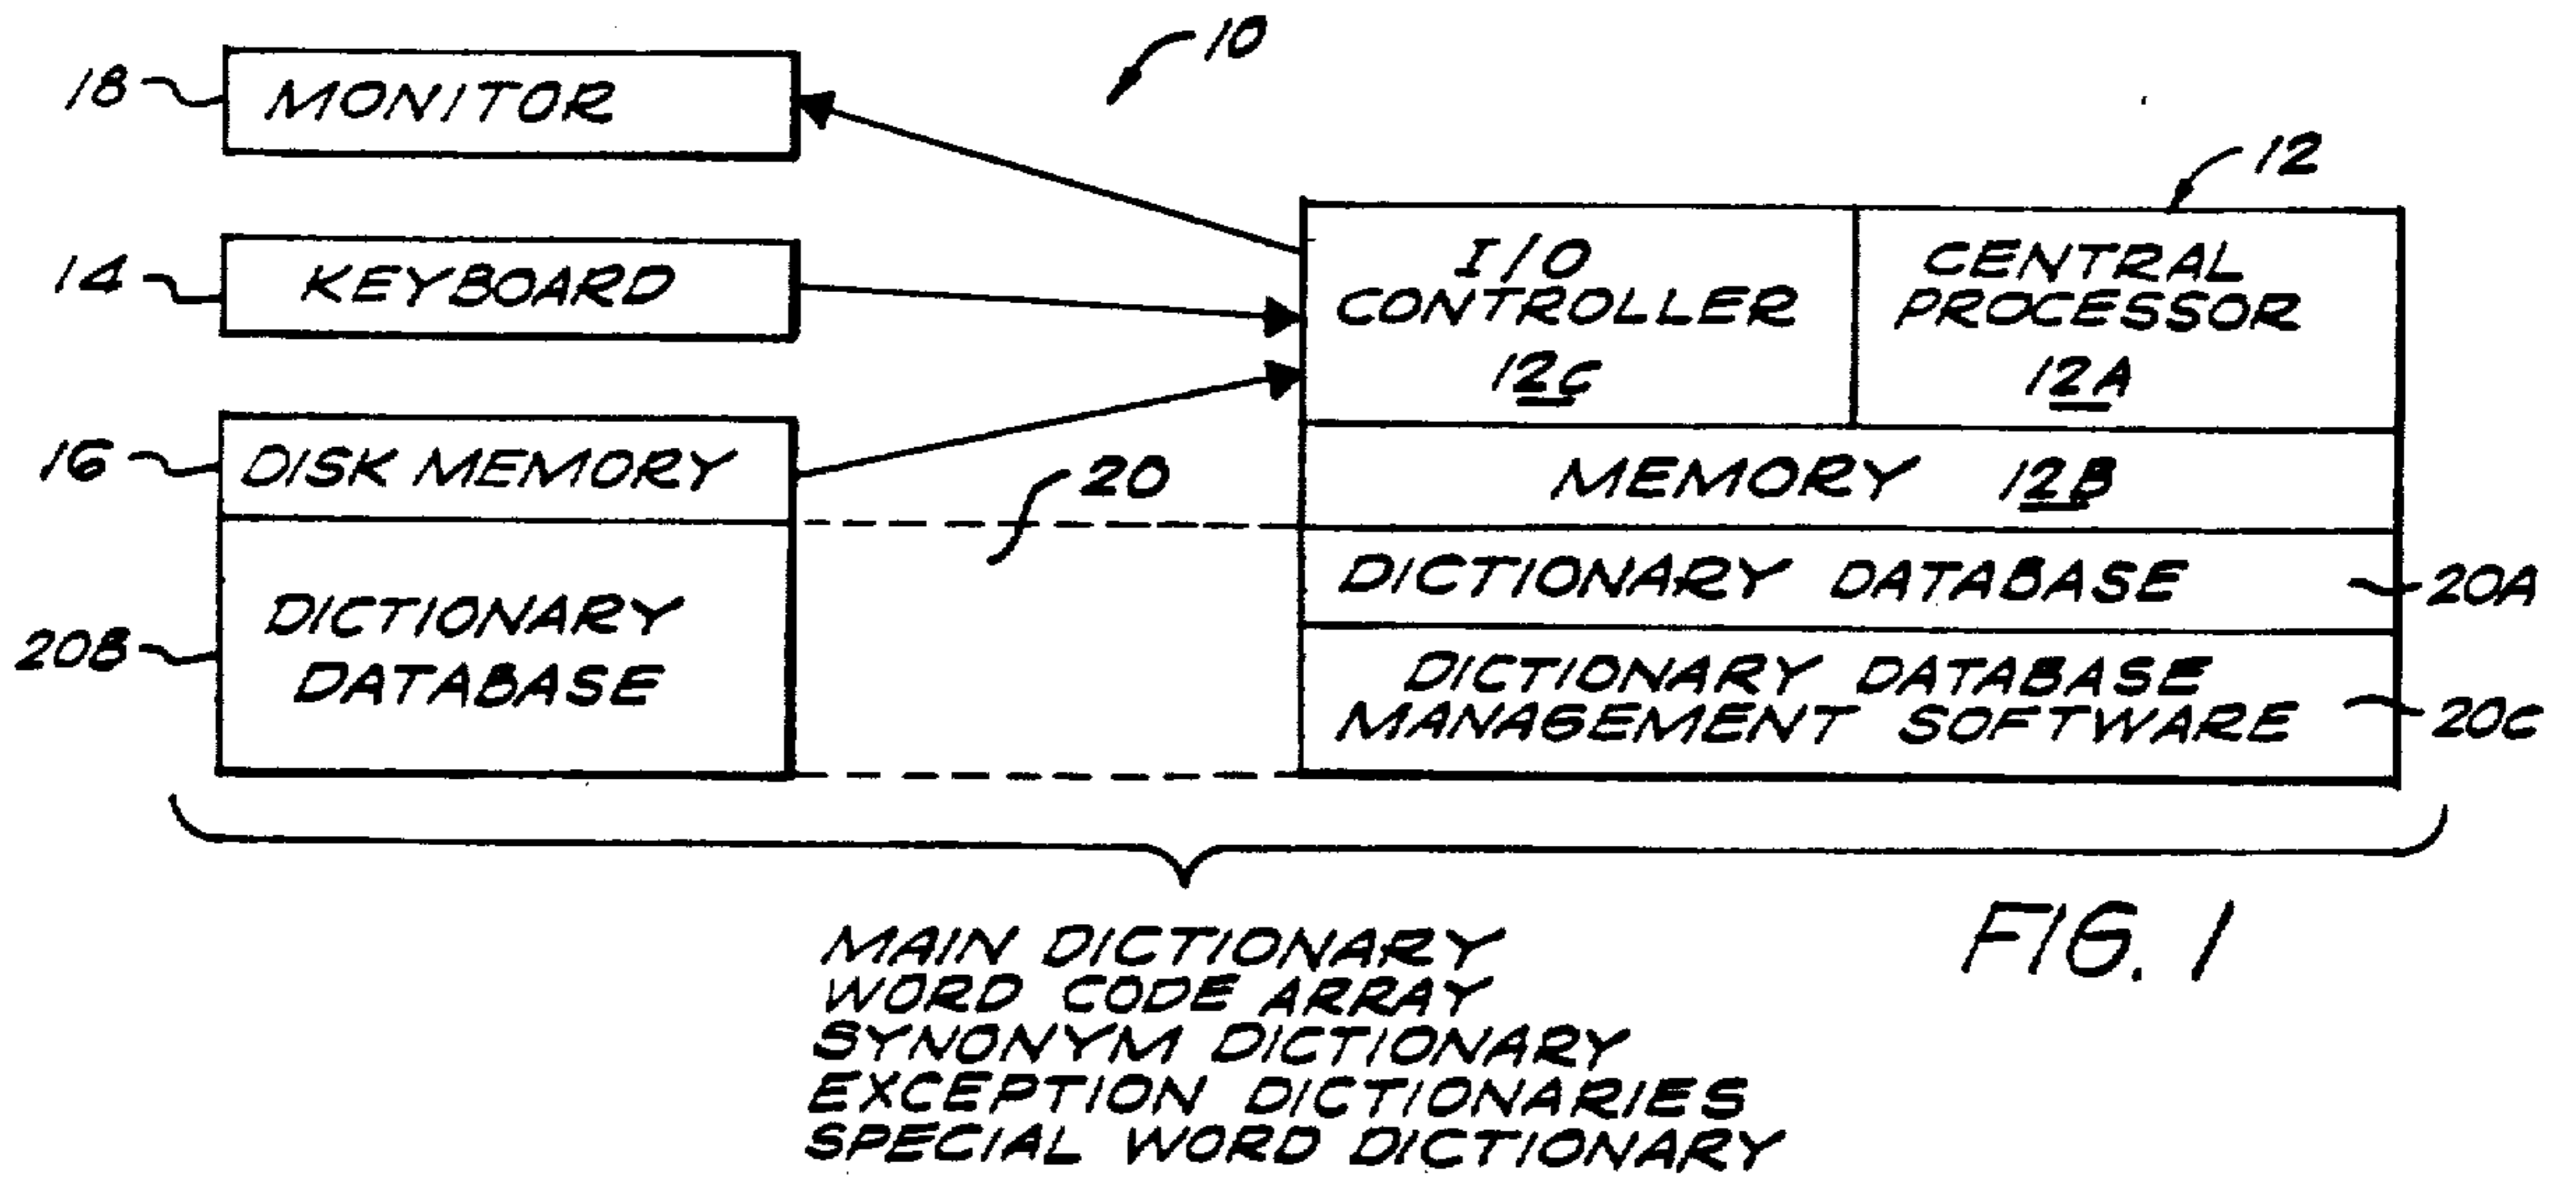 10
18 MONITOR
12
14 KEYBOARD
I/O
CONTROLLER
12C
CENTRAL
PROCESSOR
12A
16 DISK MEMORY
20
MEMORY 12B
DICTIONARY DATABASE 20A
20B DICTIONARY
DATABASE
DICTIONARY DATABASE
MANAGEMENT SOFTWARE 20C
MAIN DICTIONARY
WORD CODE ARRAY
SYNONYM DICTIONARY
EXCEPTION DICTIONARIES
SPECIAL WORD DICTIONARY
FIG. 1